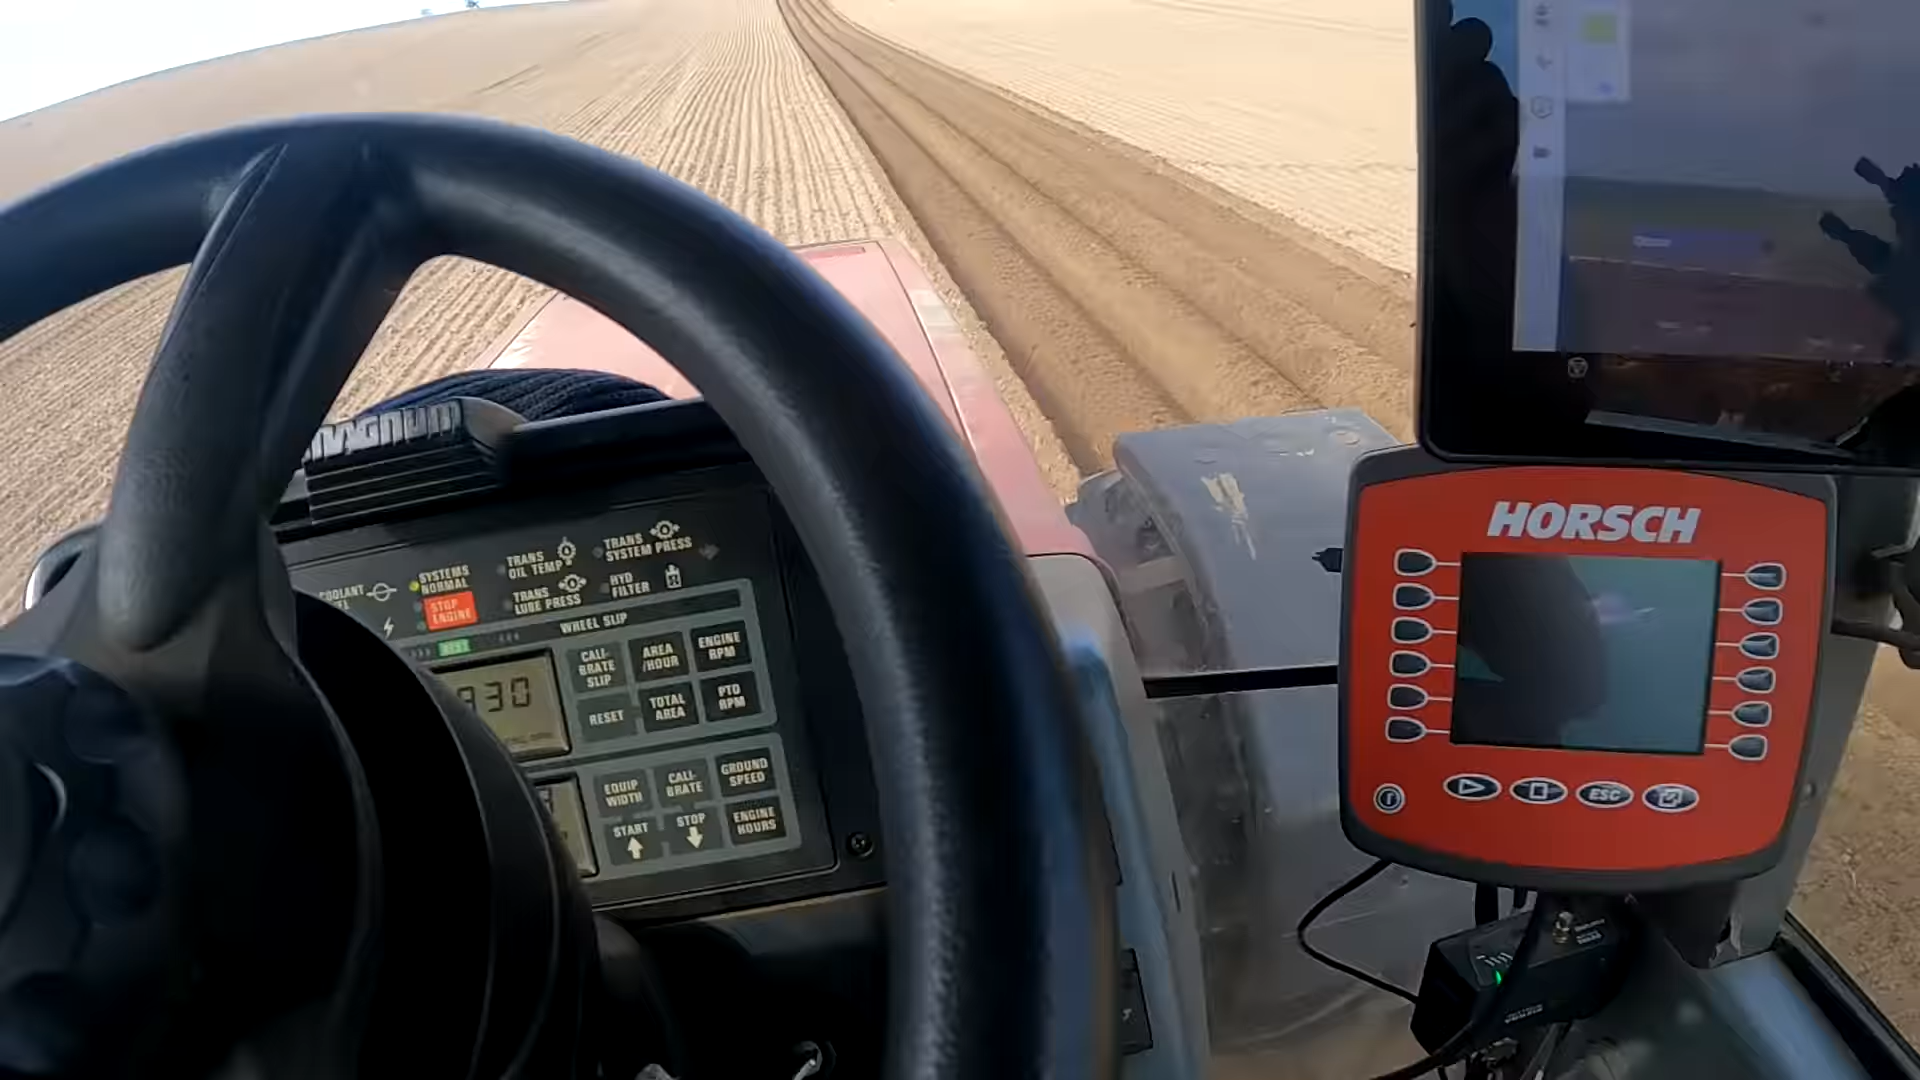 MAGNUM
HORSCH
COOLANT
SYSTEMS
NORMAL
STOP
ENGINE
TRANS
OIL TEMP
TRANS
SYSTEM PRESS
TRANS
LUBE PRESS
HYD
FILTER
WHEEL SLIP
930
CALI-
BRATE
SLIP
AREA
/HOUR
ENGINE
RPM
RESET
TOTAL
AREA
PTO
RPM
EQUIP
WIDTH
CALI-
BRATE
GROUND
SPEED
START
STOP
ENGINE
HOURS
ESC